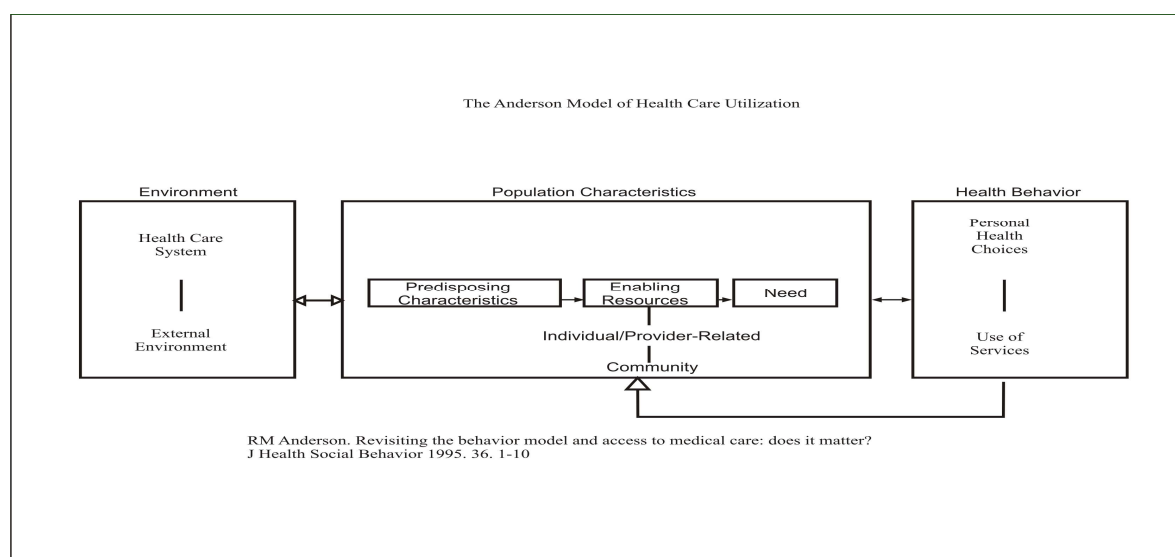 The Anderson Model of Health Care Utilization
Environment
Health Care
System
External
Environment
Population Characteristics
Predisposing
Characteristics
Enabling
Resources
Need
Individual/Provider-Related
Community
Health Behavior
Personal
Health
Choices
Use of
Services
RM Anderson. Revisiting the behavior model and access to medical care: does it matter?
J Health Social Behavior 1995. 36. 1-10